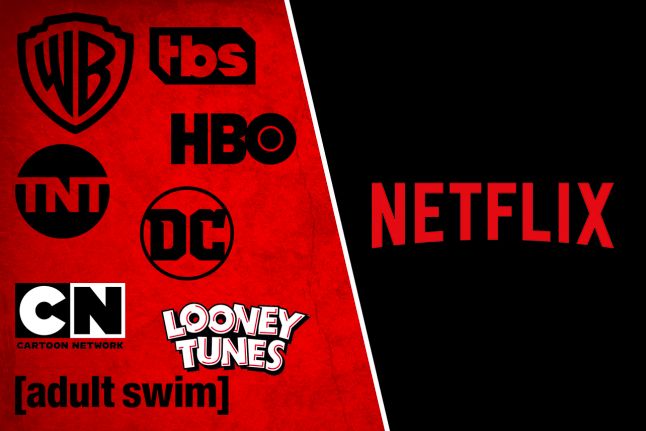 WB
tbs
HBO
TNT
DC
CN
CARTOON NETWORK
LOONEY
TUNES
[adult swim]
NETFLIX